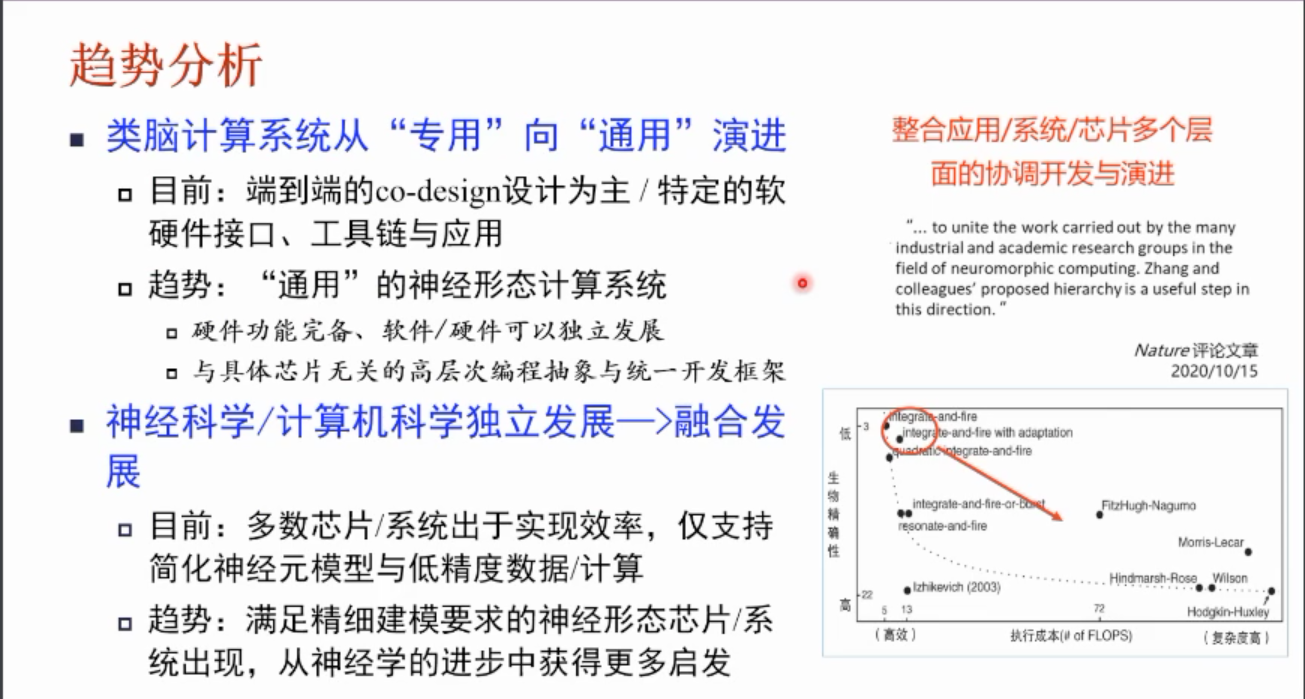 趋势分析
■ 类脑计算系统从“专用”向“通用”演进
目前：端到端的co-design设计为主 / 特定的软
硬件接口、工具链与应用
趋势：“通用”的神经形态计算系统
硬件功能完备、软件/硬件可以独立发展
与具体芯片无关的高层次编程抽象与统一开发框架
■ 神经科学/计算机科学独立发展—>融合发
展
目前：多数芯片/系统出于实现效率，仅支持
简化神经元模型与低精度数据/计算
趋势：满足精细建模要求的神经形态芯片/系
统出现，从神经学的进步中获得更多启发
整合应用/系统/芯片多个层
面的协调开发与演进
“... to unite the work carried out by the many
industrial and academic research groups in the
field of neuromorphic computing. Zhang and
colleagues’ proposed hierarchy is a useful step in
this direction. “
Nature评论文章
2020/10/15
低
3
integrate-and-fire
integrate-and-fire with adaptation
quadratic integrate-and-fire
生物精确性
integrate-and-fire-or-burst
FitzHugh-Nagumo
resonate-and-fire
Morris-Lecar
Izhikevich (2003)
Hindmarsh-Rose
Wilson
22
高
Hodgkin-Huxley
5
13
72
（高效）
执行成本(# of FLOPS)
（复杂度高）